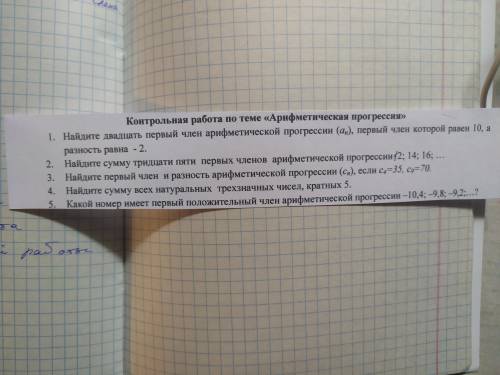 Контрольная работа по теме «Арифметическая прогрессия»
1. Найдите двадцать первый член арифметической прогрессии (aₙ), первый член которой равен 10, а
разность равна - 2.
2. Найдите сумму тридцати пяти первых членов арифметической прогрессии 12; 14; 16; …
3. Найдите первый член и разность арифметической прогрессии (cₙ), если c₄=35, c₉=70.
4. Найдите сумму всех натуральных трехзначных чисел, кратных 5.
5. Какой номер имеет первый положительный член арифметической прогрессии –10,4; –9,8; –9,2;…?
работы